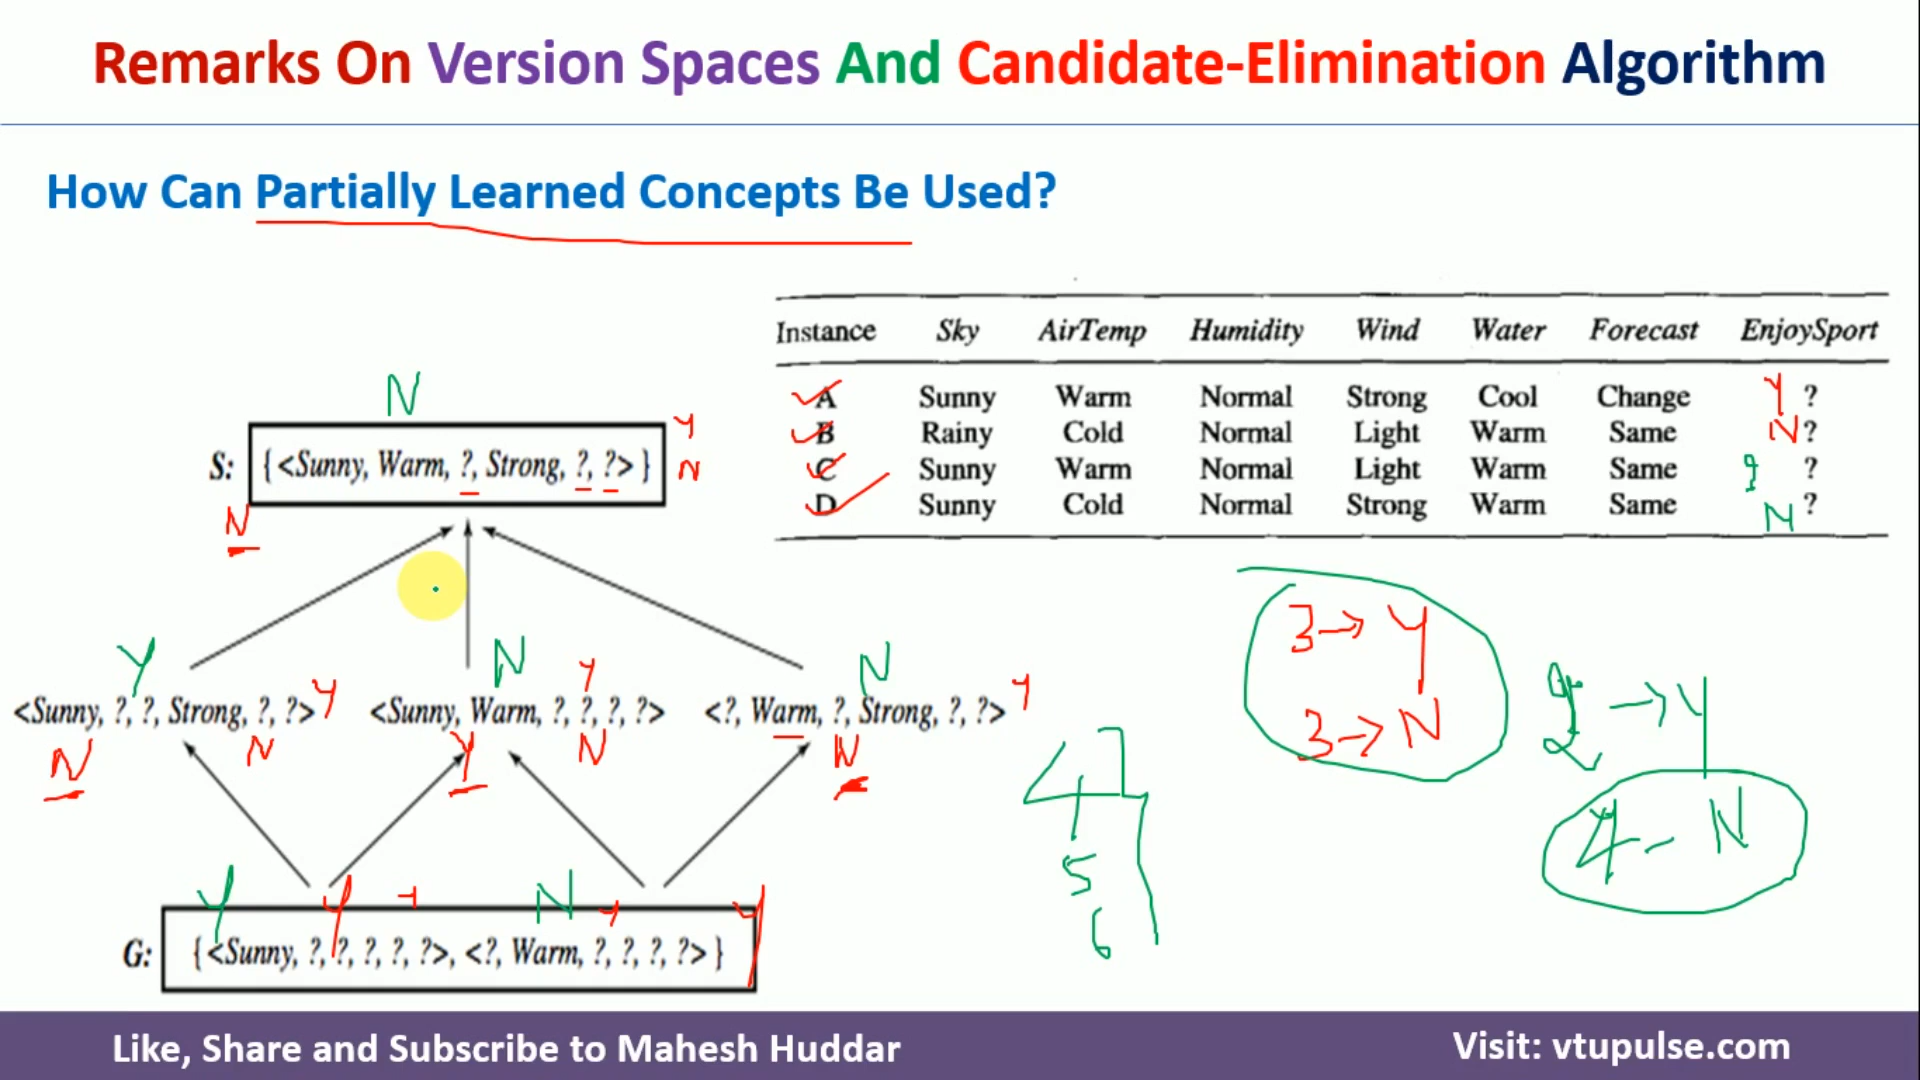 Remarks On Version Spaces And Candidate-Elimination Algorithm
How Can Partially Learned Concepts Be Used?
Instance Sky AirTemp Humidity Wind Water Forecast EnjoySport
A Sunny Warm Normal Strong Cool Change Y ?
B Rainy Cold Normal Light Warm Same N ?
C Sunny Warm Normal Light Warm Same ?
D Sunny Cold Normal Strong Warm Same N ?
N
S: { <Sunny, Warm, ?, Strong, ?, ?> } Y
N
N
Y N Y N
<Sunny, ?, ?, Strong, ?, ?> Y <Sunny, Warm, ?, ?, ?, ?> <?, Warm, ?, Strong, ?, ?> Y
N N Y N N
3 → Y
3 → N
2 → Y
4 - N
4
5
6
Y Y N Y Y
G: { <Sunny, ?, ?, ?, ?, ?>, <?, Warm, ?, ?, ?, ?> }
Like, Share and Subscribe to Mahesh Huddar
Visit: vtupulse.com